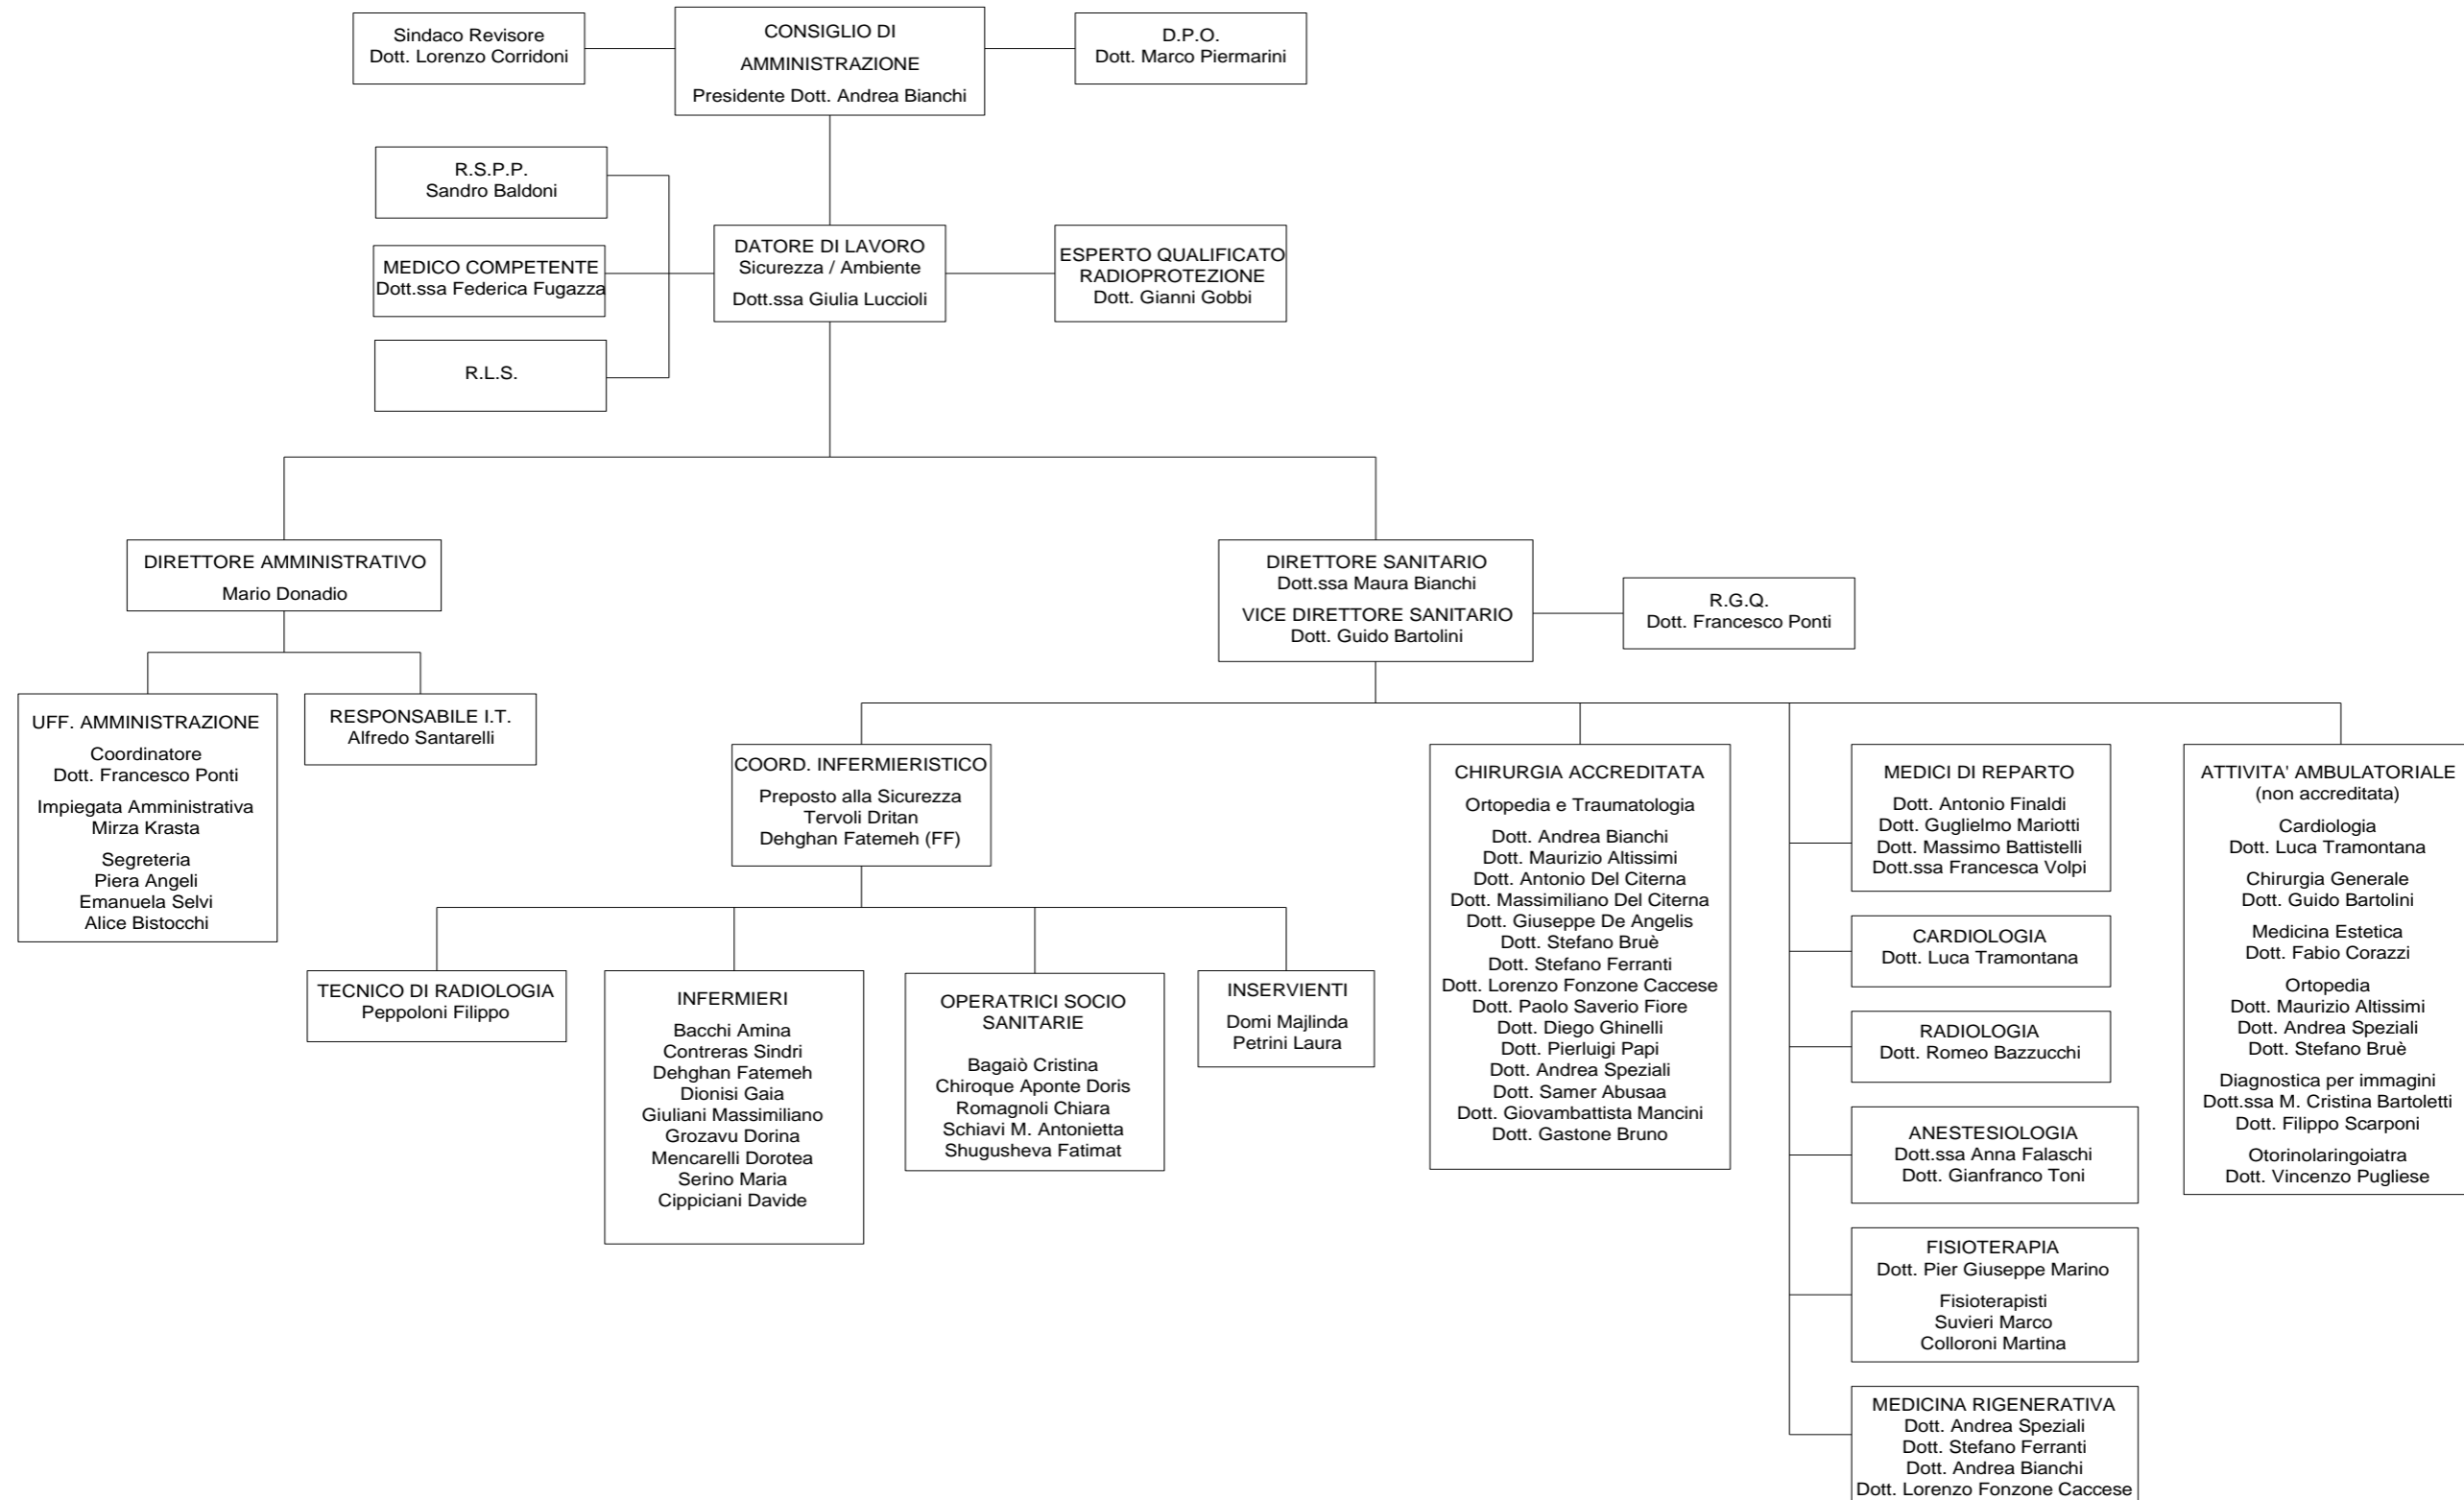 Sindaco Revisore
Dott. Lorenzo Corridoni
CONSIGLIO DI
AMMINISTRAZIONE
Presidente Dott. Andrea Bianchi
D.P.O.
Dott. Marco Piermarini
R.S.P.P.
Sandro Baldoni
MEDICO COMPETENTE
Dott.ssa Federica Fugazza
R.L.S.
DATORE DI LAVORO
Sicurezza / Ambiente
Dott.ssa Giulia Luccioli
ESPERTO QUALIFICATO
RADIOPROTEZIONE
Dott. Gianni Gobbi
DIRETTORE AMMINISTRATIVO
Mario Donadio
DIRETTORE SANITARIO
Dott.ssa Maura Bianchi
VICE DIRETTORE SANITARIO
Dott. Guido Bartolini
R.G.Q.
Dott. Francesco Ponti
UFF. AMMINISTRAZIONE
Coordinatore
Dott. Francesco Ponti
Impiegata Amministrativa
Mirza Krasta
Segreteria
Piera Angeli
Emanuela Selvi
Alice Bistocchi
RESPONSABILE I.T.
Alfredo Santarelli
COORD. INFERMIERISTICO
Preposto alla Sicurezza
Tervoli Dritan
Dehghan Fatemeh (FF)
TECNICO DI RADIOLOGIA
Peppoloni Filippo
INFERMIERI
Bacchi Amina
Contreras Sindri
Dehghan Fatemeh
Dionisi Gaia
Giuliani Massimiliano
Grozavu Dorina
Mencarelli Dorotea
Serino Maria
Cippiciani Davide
OPERATRICI SOCIO
SANITARIE
Bagaiò Cristina
Chiroque Aponte Doris
Romagnoli Chiara
Schiavi M. Antonietta
Shugusheva Fatimat
INSERVIENTI
Domi Majlinda
Petrini Laura
CHIRURGIA ACCREDITATA
Ortopedia e Traumatologia
Dott. Andrea Bianchi
Dott. Maurizio Altissimi
Dott. Antonio Del Citerna
Dott. Massimiliano Del Citerna
Dott. Giuseppe De Angelis
Dott. Stefano Bruè
Dott. Stefano Ferranti
Dott. Lorenzo Fonzone Caccese
Dott. Paolo Saverio Fiore
Dott. Diego Ghinelli
Dott. Pierluigi Papi
Dott. Andrea Speziali
Dott. Samer Abusaa
Dott. Giovambattista Mancini
Dott. Gastone Bruno
MEDICI DI REPARTO
Dott. Antonio Finaldi
Dott. Guglielmo Mariotti
Dott. Massimo Battistelli
Dott.ssa Francesca Volpi
CARDIOLOGIA
Dott. Luca Tramontana
RADIOLOGIA
Dott. Romeo Bazzucchi
ANESTESIOLOGIA
Dott.ssa Anna Falaschi
Dott. Gianfranco Toni
FISIOTERAPIA
Dott. Pier Giuseppe Marino
Fisioterapisti
Suvieri Marco
Colloroni Martina
MEDICINA RIGENERATIVA
Dott. Andrea Speziali
Dott. Stefano Ferranti
Dott. Andrea Bianchi
Dott. Lorenzo Fonzone Caccese
ATTIVITA' AMBULATORIALE
(non accreditata)
Cardiologia
Dott. Luca Tramontana
Chirurgia Generale
Dott. Guido Bartolini
Medicina Estetica
Dott. Fabio Corazzi
Ortopedia
Dott. Maurizio Altissimi
Dott. Andrea Speziali
Dott. Stefano Bruè
Diagnostica per immagini
Dott.ssa M. Cristina Bartoletti
Dott. Filippo Scarponi
Otorinolaringoiatra
Dott. Vincenzo Pugliese